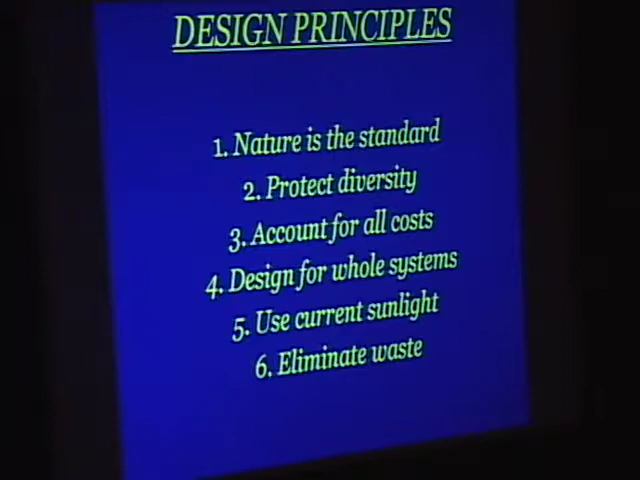 DESIGN PRINCIPLES
1. Nature is the standard
2. Protect diversity
3. Account for all costs
4. Design for whole systems
5. Use current sunlight
6. Eliminate waste